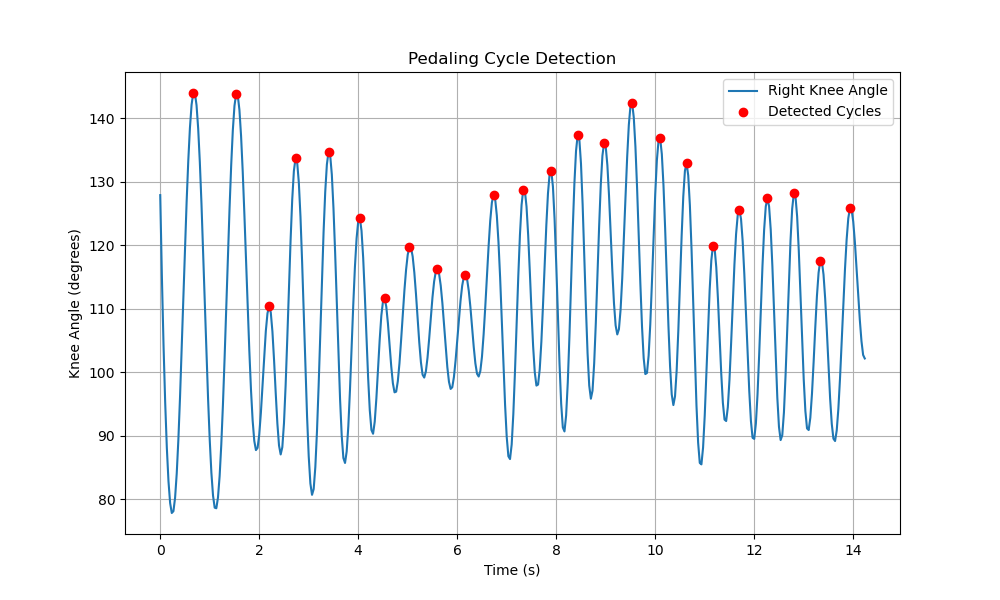 Pedaling Cycle Detection
Right Knee Angle
Detected Cycles
140
130
120
110
100
90
80
Knee Angle (degrees)
0 2 4 6 8 10 12 14
Time (s)